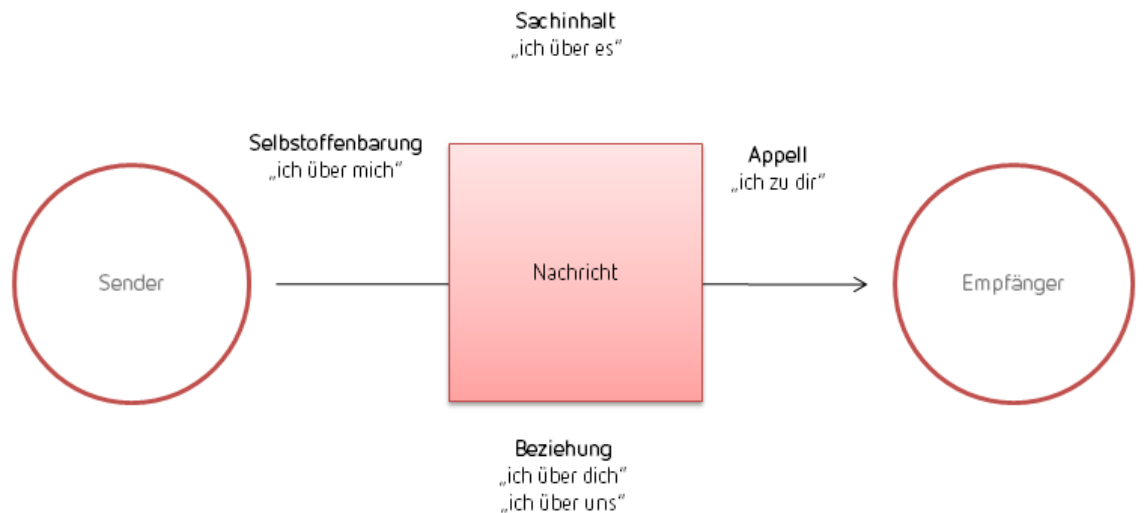 Sachinhalt
„ich über es“
Selbstoffenbarung
„ich über mich“
Appell
„ich zu dir“
Sender
Nachricht
Empfänger
Beziehung
„ich über dich“
„ich über uns“